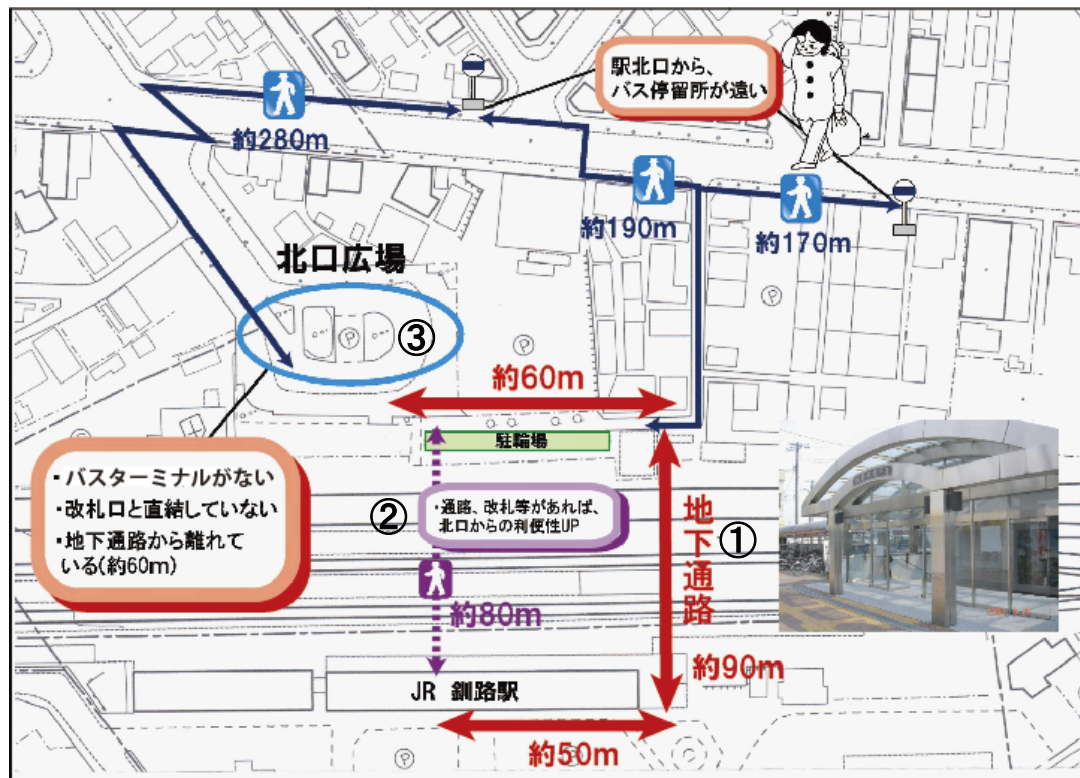 駅北口から、
バス停留所が遠い
約280m
約190m
約170m
北口広場
Ⓟ
③
Ⓟ
Ⓟ
約60m
駐輪場
・バスターミナルがない
・改札口と直結していない
・地下通路から離れて
いる(約60m)
②
・通路、改札等があれば、
北口からの利便性UP
地下通路
①
約80m
約90m
JR 釧路駅
約50m
Ⓟ
Ⓟ